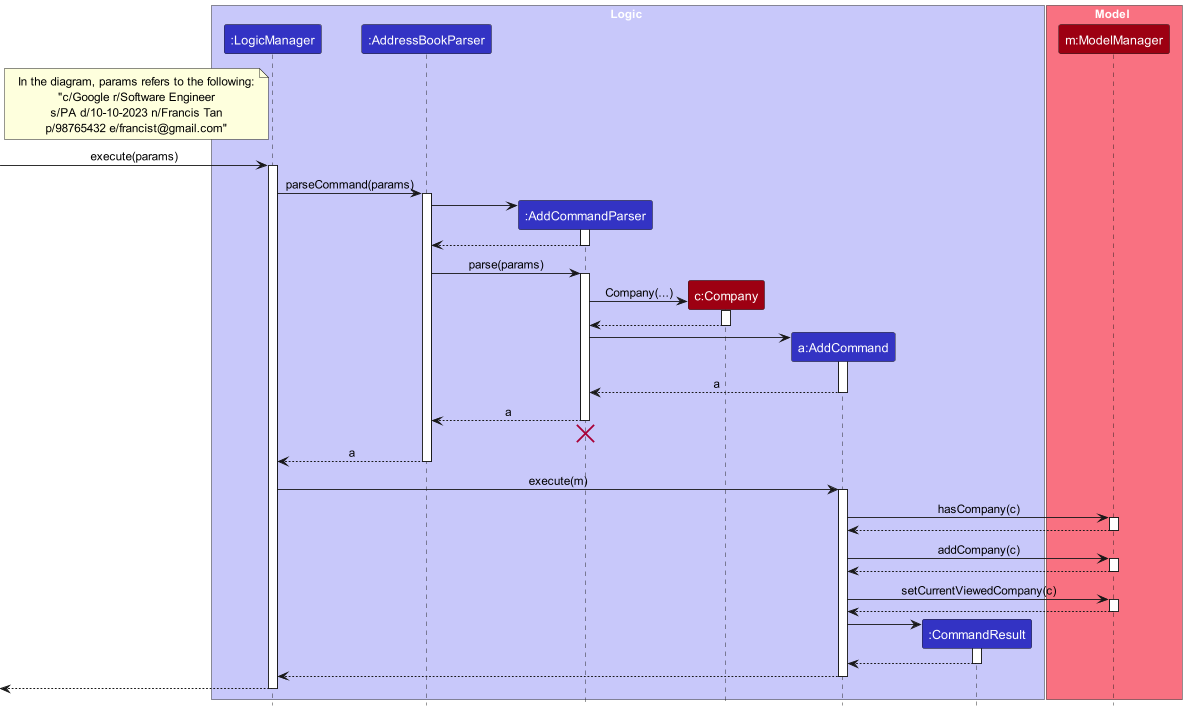 Logic
Model
:LogicManager
:AddressBookParser
m:ModelManager
In the diagram, params refers to the following:
"c/Google r/Software Engineer
s/PA d/10-10-2023 n/Francis Tan
p/98765432 e/francist@gmail.com"
execute(params)
parseCommand(params)
:AddCommandParser
parse(params)
Company(...)
c:Company
a:AddCommand
a
a
a
execute(m)
hasCompany(c)
addCompany(c)
setCurrentViewedCompany(c)
:CommandResult